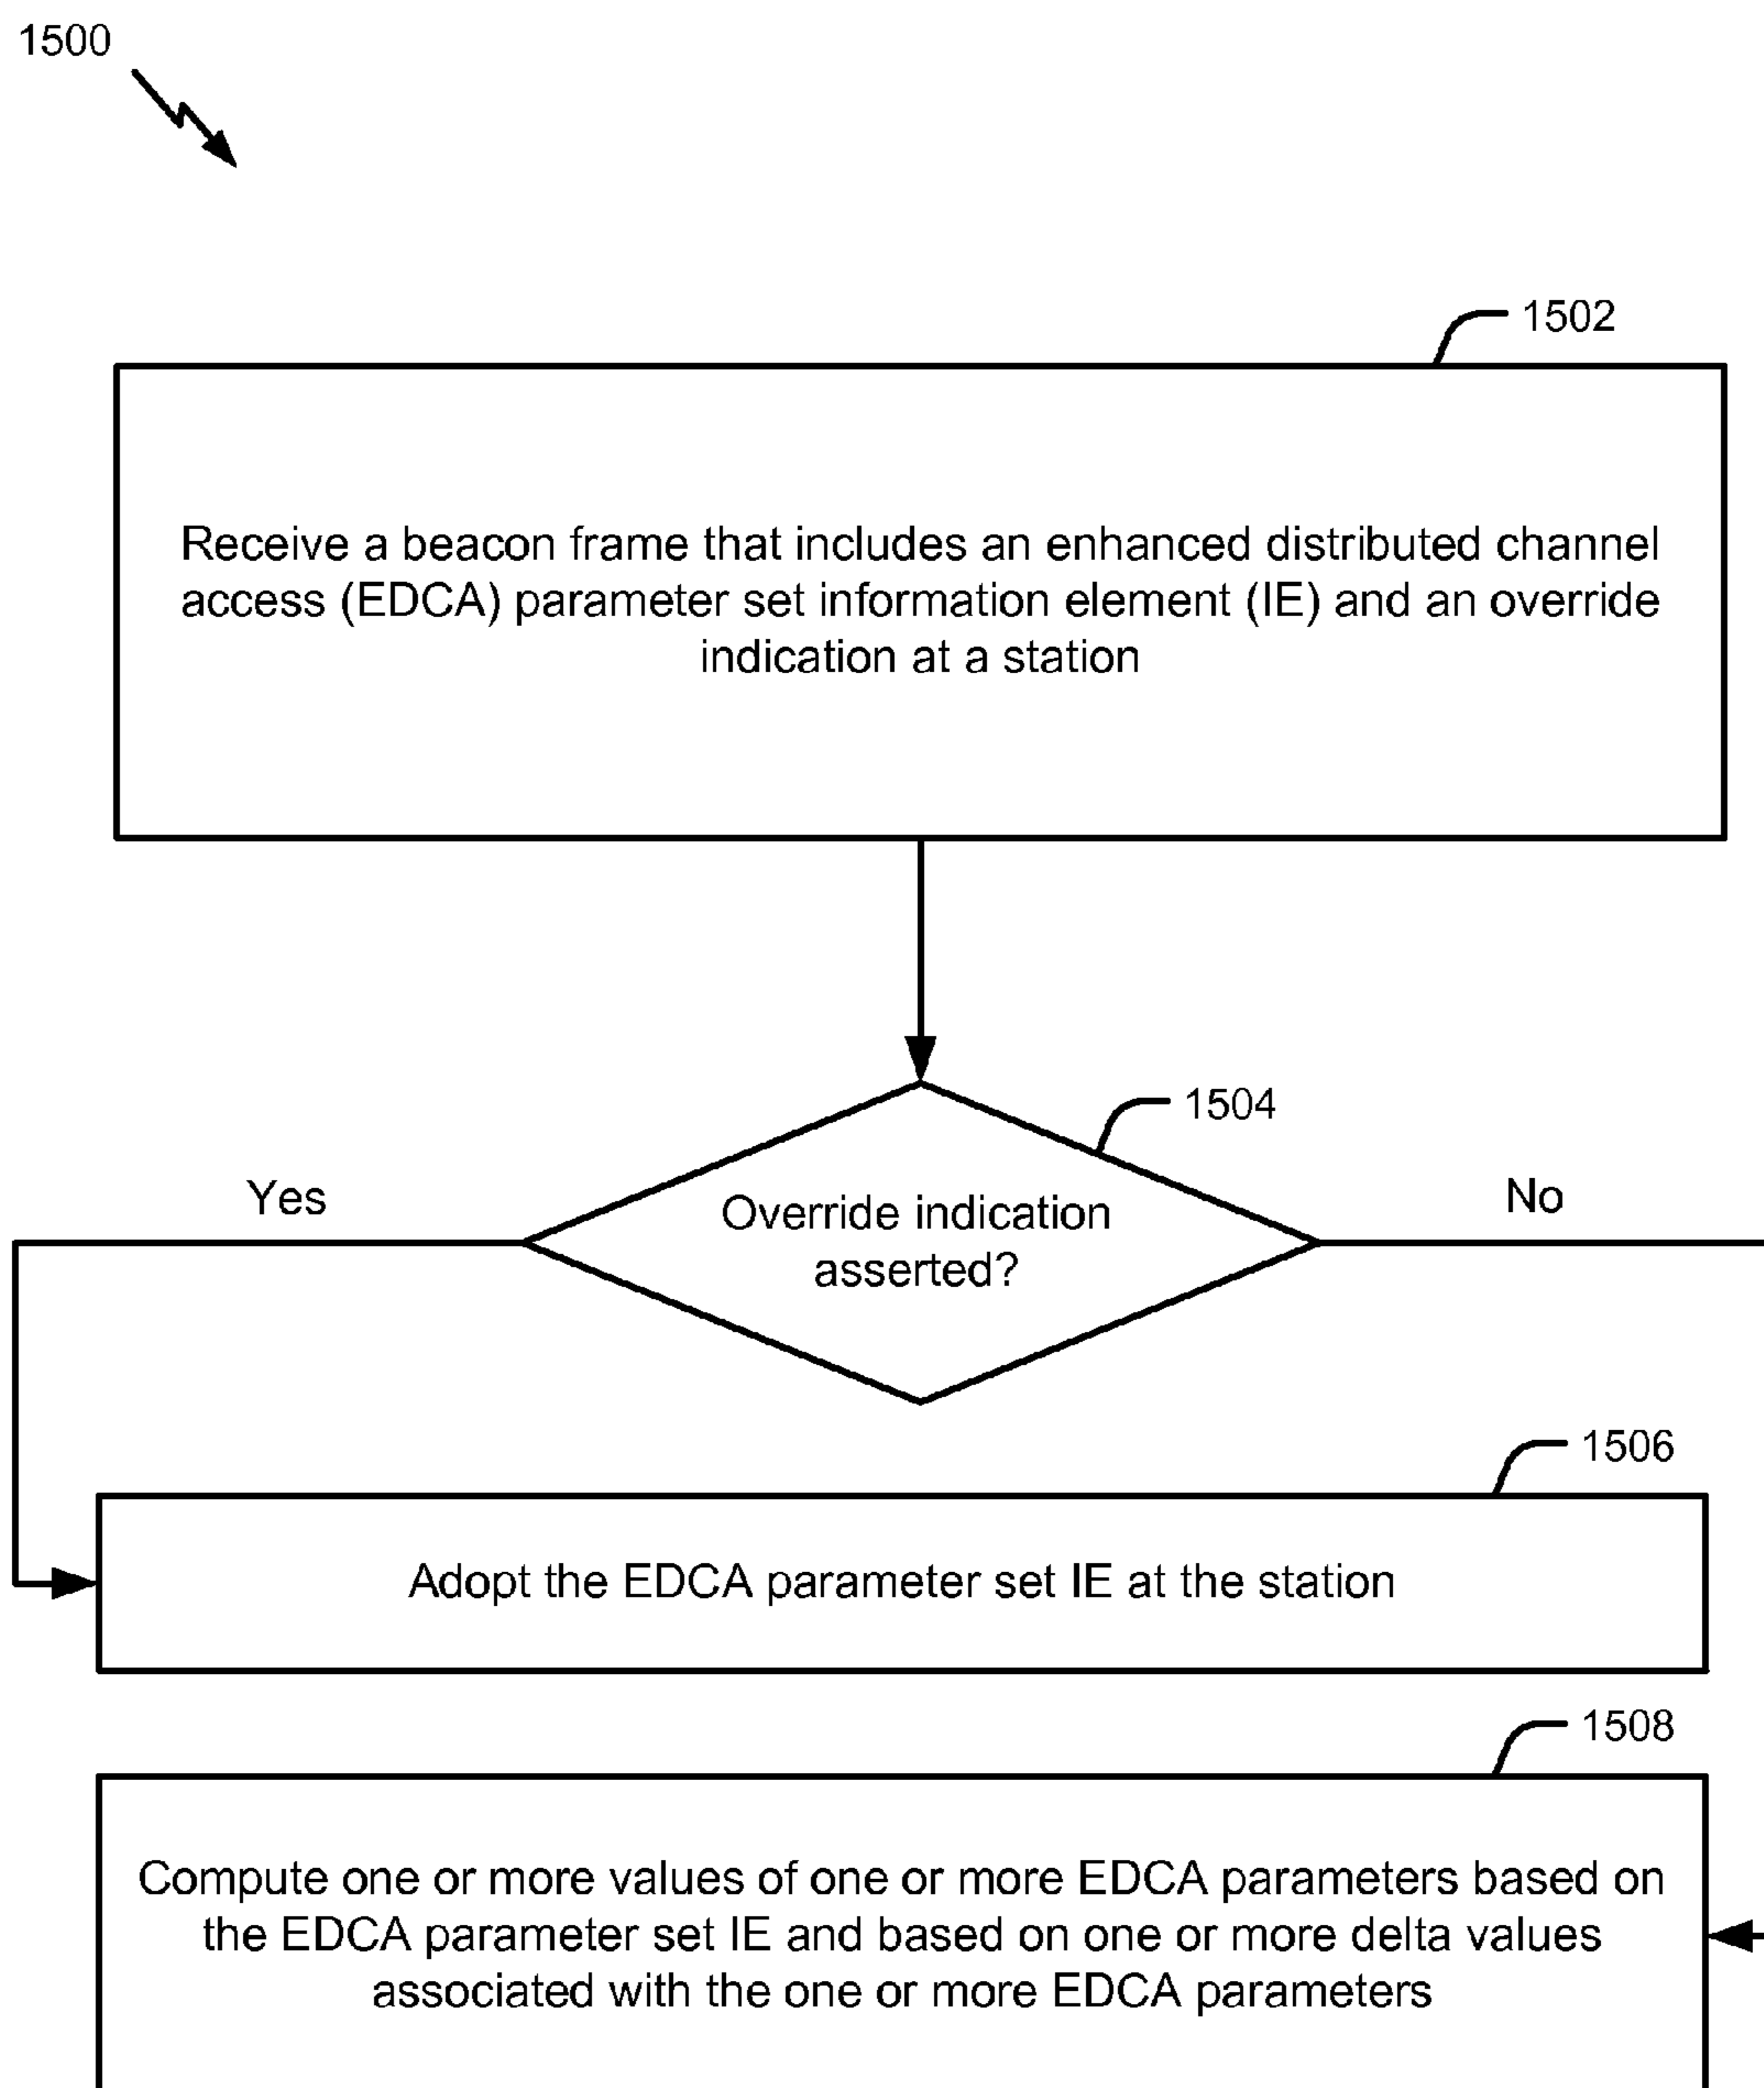 1500
1502
Receive a beacon frame that includes an enhanced distributed channel
access (EDCA) parameter set information element (IE) and an override
indication at a station
1504
Yes
No
Override indication
asserted?
1506
Adopt the EDCA parameter set IE at the station
1508
Compute one or more values of one or more EDCA parameters based on
the EDCA parameter set IE and based on one or more delta values
associated with the one or more EDCA parameters